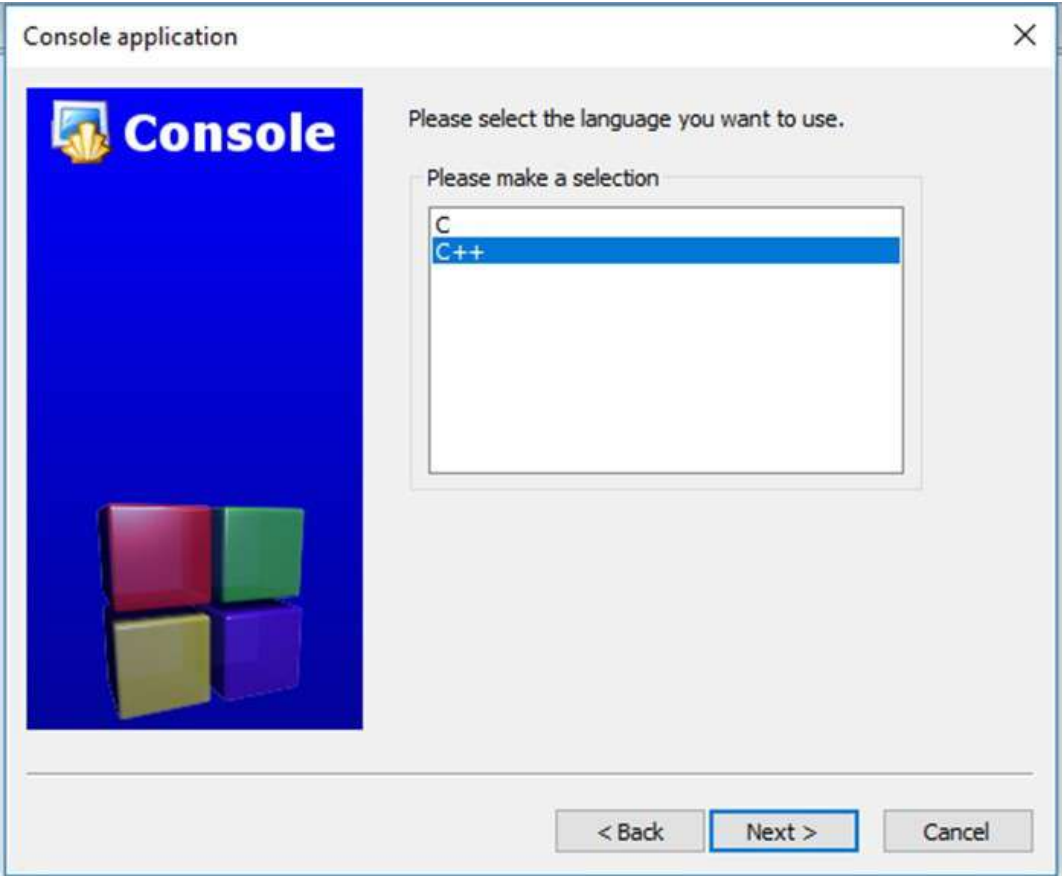 Console application
Console
Please select the language you want to use.
Please make a selection
C
C++
< Back
Next >
Cancel